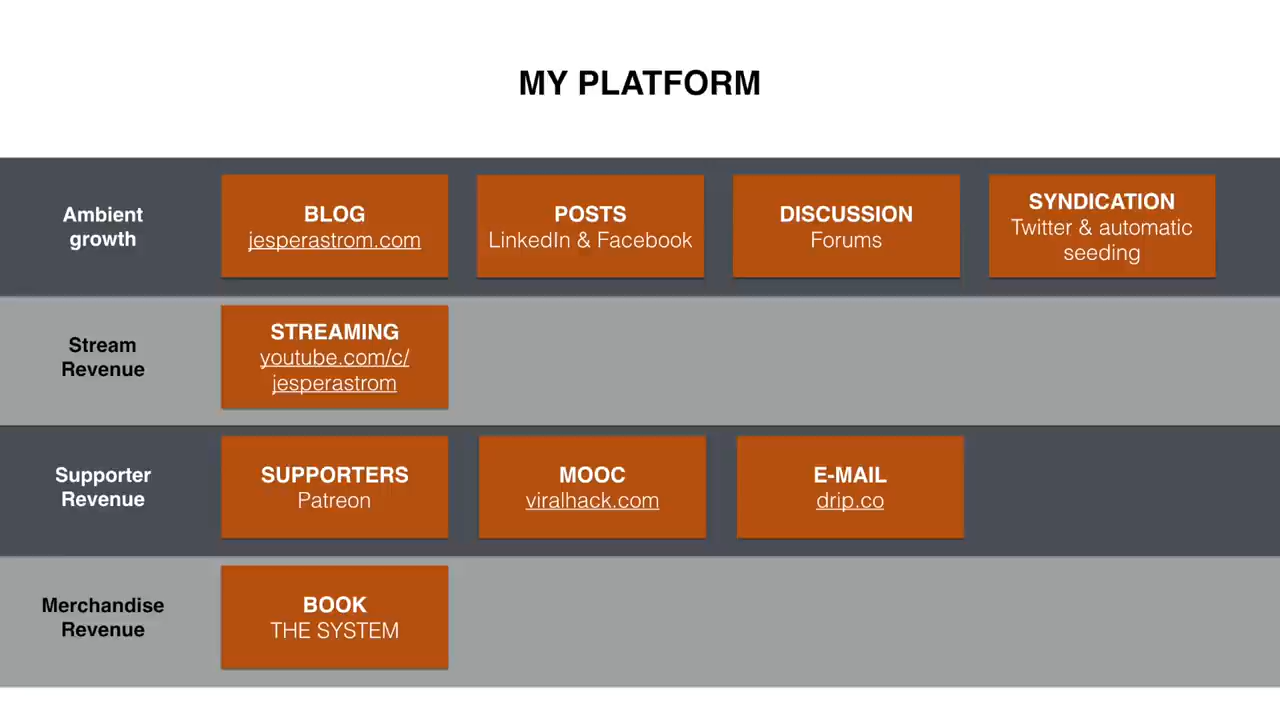 MY PLATFORM
Ambient
growth
BLOG
jesperastrom.com
POSTS
LinkedIn & Facebook
DISCUSSION
Forums
SYNDICATION
Twitter & automatic
seeding
Stream
Revenue
STREAMING
youtube.com/c/
jesperastrom
Supporter
Revenue
SUPPORTERS
Patreon
MOOC
viralhack.com
E-MAIL
drip.co
Merchandise
Revenue
BOOK
THE SYSTEM